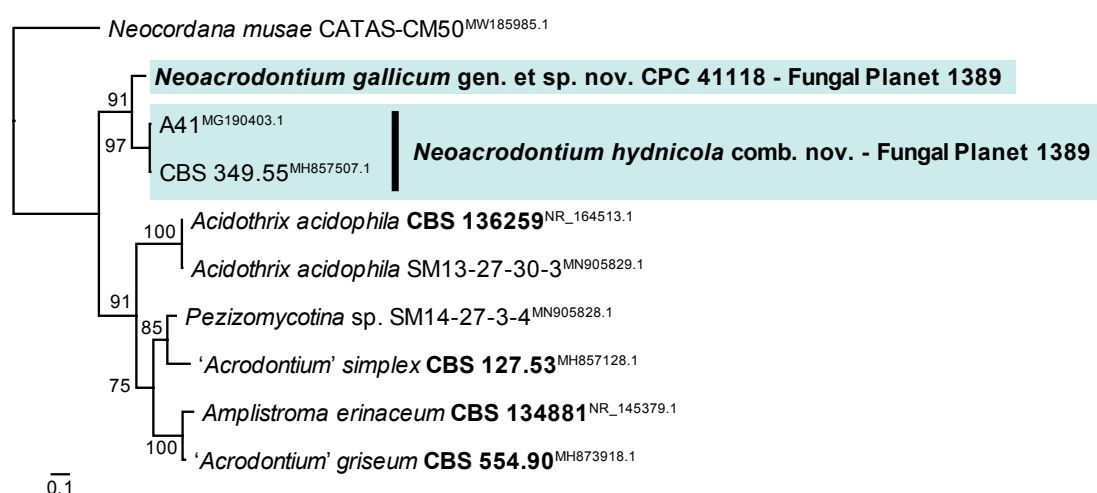 Neocordana musae CATAS-CM50MW185985.1
Neoacrodontium gallicum gen. et sp. nov. CPC 41118 - Fungal Planet 1389
91
A41MG190403.1
Neoacrodontium hydnicola comb. nov. - Fungal Planet 1389
97
CBS 349.55MH857507.1
Acidothrix acidophila CBS 136259NR_164513.1
100
Acidothrix acidophila SM13-27-30-3MN905829.1
91
Pezizomycotina sp. SM14-27-3-4MN905828.1
85
‘Acrodontium’ simplex CBS 127.53MH857128.1
75
Amplistroma erinaceum CBS 134881NR_145379.1
100
‘Acrodontium’ griseum CBS 554.90MH873918.1
0.1